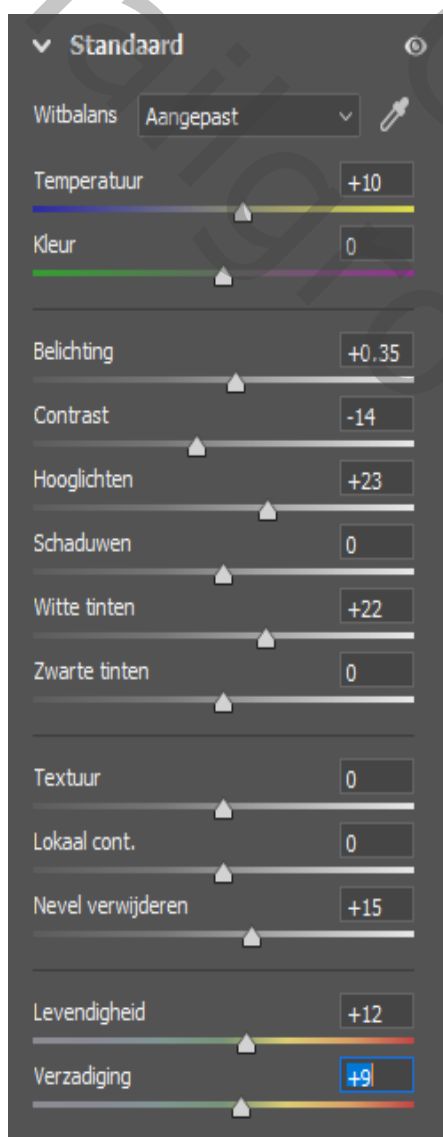 Standaard
Witbalans Aangepast
Temperatuur +10
Kleur 0
Belichting +0.35
Contrast -14
Hooglichten +23
Schaduwen 0
Witte tinten +22
Zwarte tinten 0
Textuur 0
Lokaal cont. 0
Nevel verwijderen +15
Levendigheid +12
Verzadiging +9